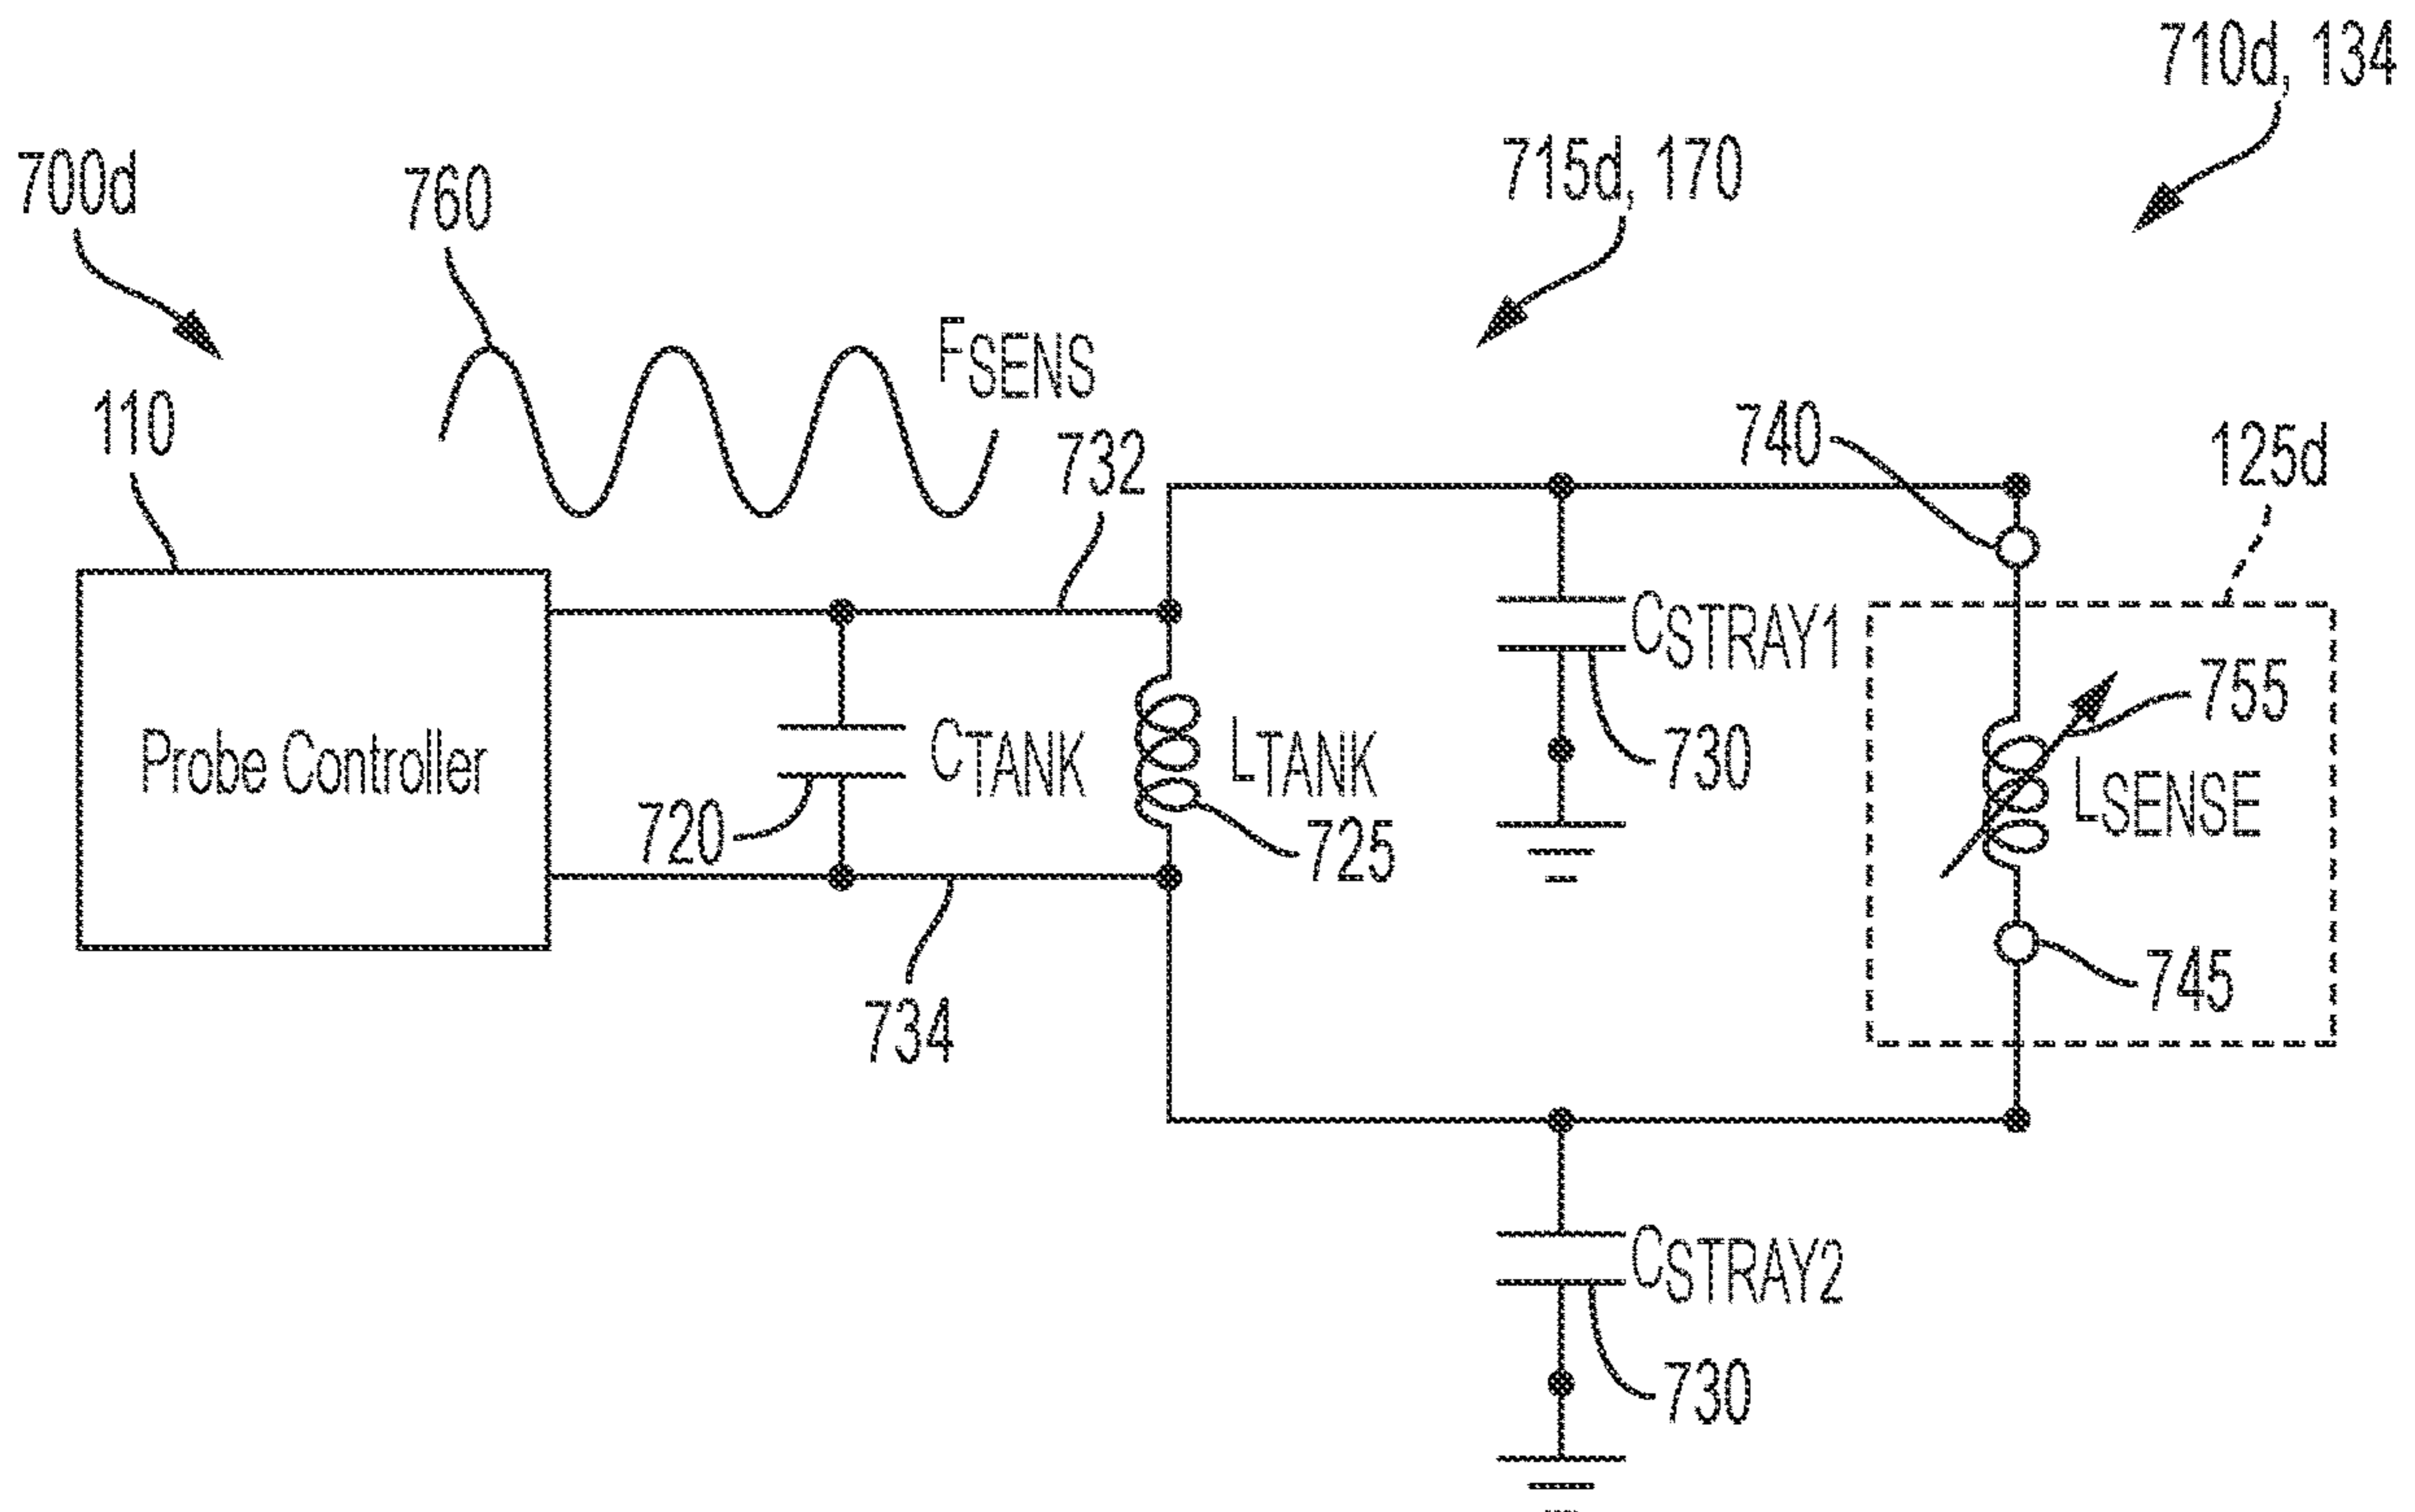 710d, 134
715d, 170
700d
760
FSENS
110
732
740
125d
Probe Controller
CTANK
720
LTANK
725
CSTRAY1
730
755
LSENSE
745
734
CSTRAY2
730